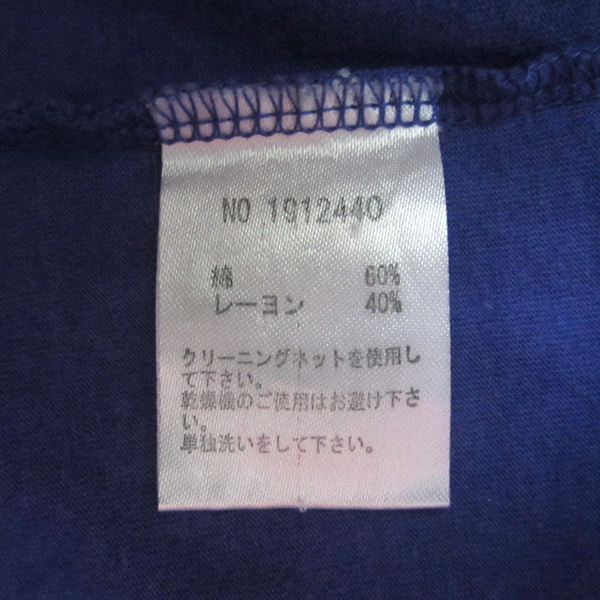 NO 1912440
綿 60%
レーヨン 40%
クリーニングネットを使用し
て下さい。
乾燥機のご使用はお避け下さ
い。
単独洗いをして下さい。